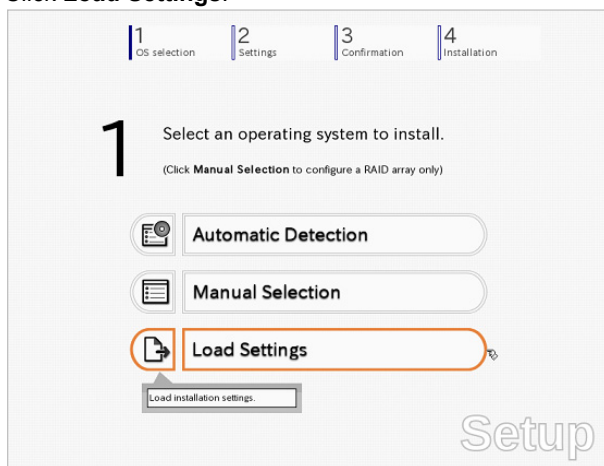 Click Load Settings.
1
OS selection
2
Settings
3
Confirmation
4
Installation
1
Select an operating system to install.
(Click Manual Selection to configure a RAID array only)
Automatic Detection
Manual Selection
Load Settings
Load installation settings.
Setup